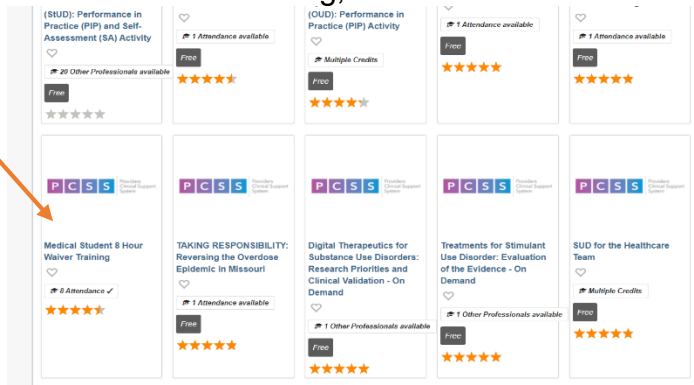 (StUD): Performance in
Practice (PIP) and Self-
Assessment (SA) Activity
20 Other Professionals available
Free
1 Attendance available
Free
(OUD): Performance in
Practice (PIP) Activity
Multiple Credits
Free
1 Attendance available
Free
1 Attendance available
Free
PCSS Providers
Clinical Support
System
Medical Student 8 Hour
Waiver Training
8 Attendance ✓
PCSS Providers
Clinical Support
System
TAKING RESPONSIBILITY:
Reversing the Overdose
Epidemic in Missouri
1 Attendance available
Free
PCSS Providers
Clinical Support
System
Digital Therapeutics for
Substance Use Disorders:
Research Priorities and
Clinical Validation - On
Demand
1 Other Professionals available
Free
PCSS Providers
Clinical Support
System
Treatments for Stimulant
Use Disorder: Evaluation
of the Evidence - On
Demand
1 Other Professionals available
Free
PCSS Providers
Clinical Support
System
SUD for the Healthcare
Team
Multiple Credits
Free